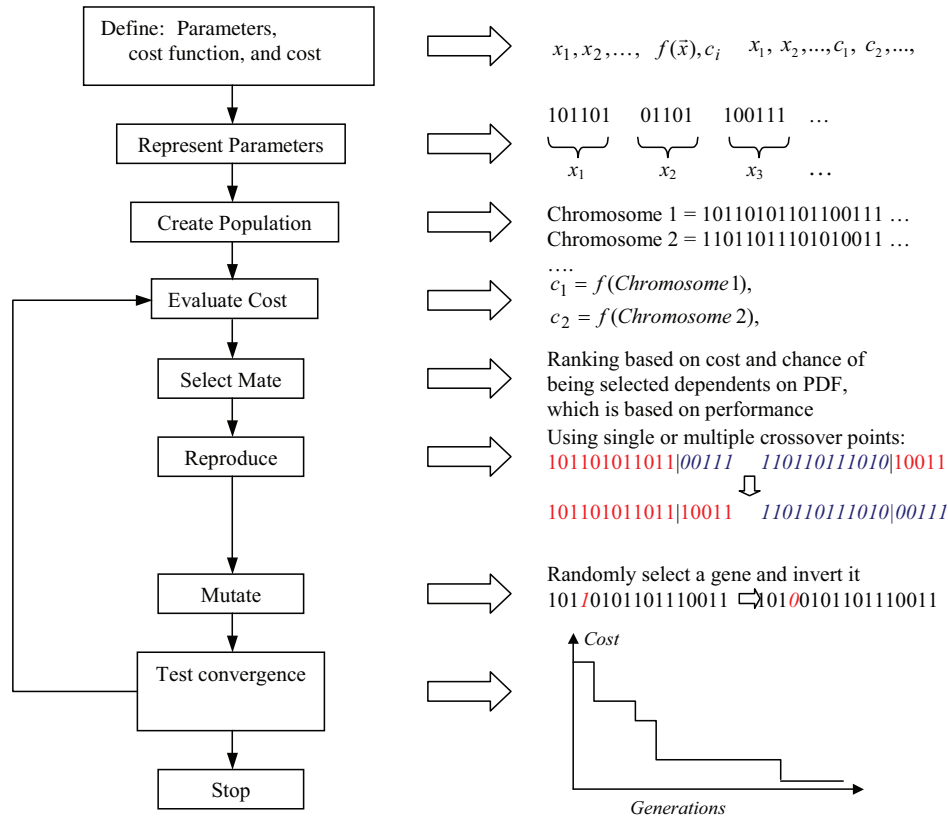 Define: Parameters,
cost function, and cost
x₁, x₂,…, f(x⃗), cᵢ x₁, x₂,...,c₁, c₂,...,
Represent Parameters
101101 01101 100111 …
x₁ x₂ x₃ …
Create Population
Chromosome 1 = 10110101101100111 …
Chromosome 2 = 11011011101010011 …
….
Evaluate Cost
c₁ = f(Chromosome1),
c₂ = f(Chromosome 2),
Select Mate
Ranking based on cost and chance of
being selected dependents on PDF,
which is based on performance
Reproduce
Using single or multiple crossover points:
101101011011|00111 110110111010|10011
101101011011|10011 110110111010|00111
Mutate
Randomly select a gene and invert it
10110101101110011 10100101101110011
Test convergence
Cost
Generations
Stop